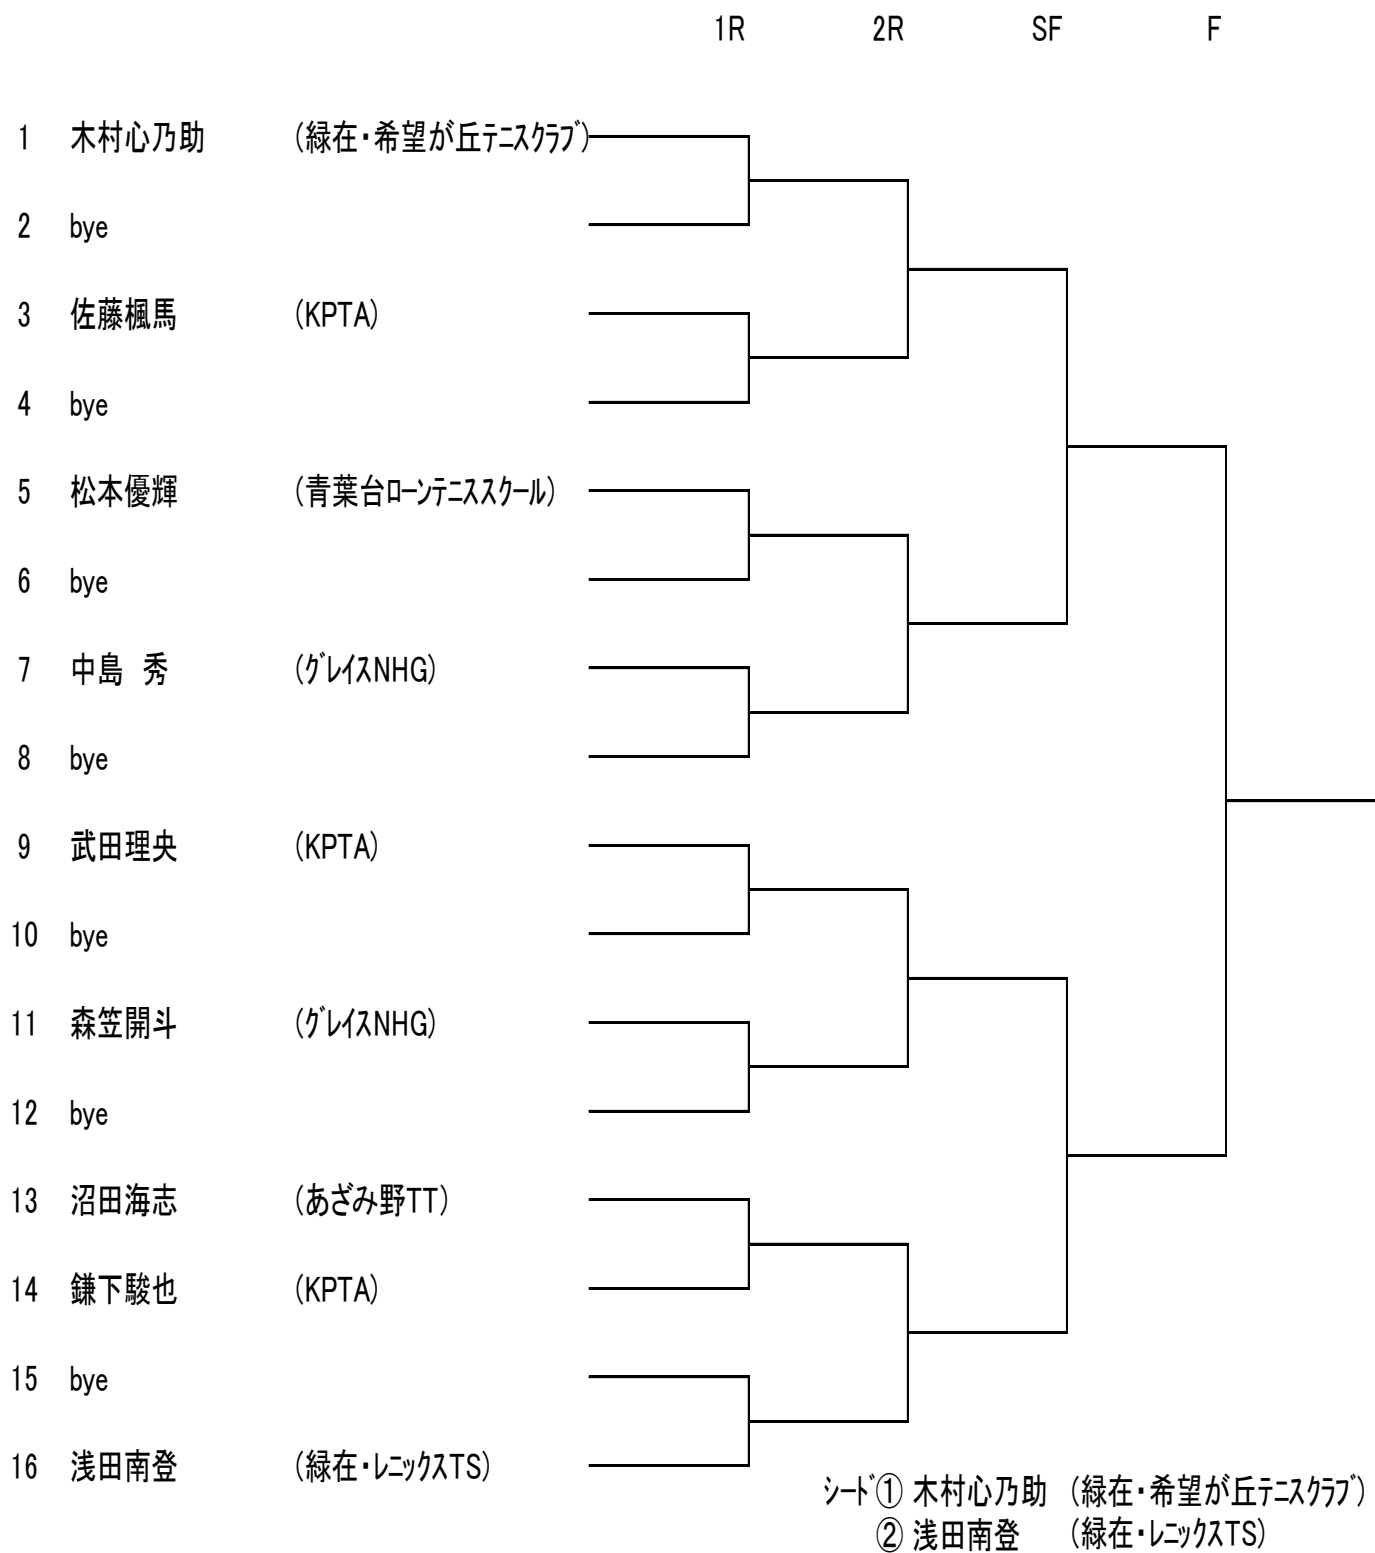 1R 2R SF F
1 木村心乃助 (緑在・希望が丘ﾃﾆｽｸﾗﾌﾞ)
2 bye
3 佐藤楓馬 (KPTA)
4 bye
5 松本優輝 (青葉台ﾛｰﾝﾃﾆｽｽｸｰﾙ)
6 bye
7 中島　秀 (ｸﾞﾚｲｽNHG)
8 bye
9 武田理央 (KPTA)
10 bye
11 森笠開斗 (ｸﾞﾚｲｽNHG)
12 bye
13 沼田海志 (あざみ野TT)
14 鎌下駿也 (KPTA)
15 bye
16 浅田南登 (緑在・ﾚﾆｯｸｽTS)
ｼｰﾄﾞ① 木村心乃助 (緑在・希望が丘ﾃﾆｽｸﾗﾌﾞ)
② 浅田南登 (緑在・ﾚﾆｯｸｽTS)